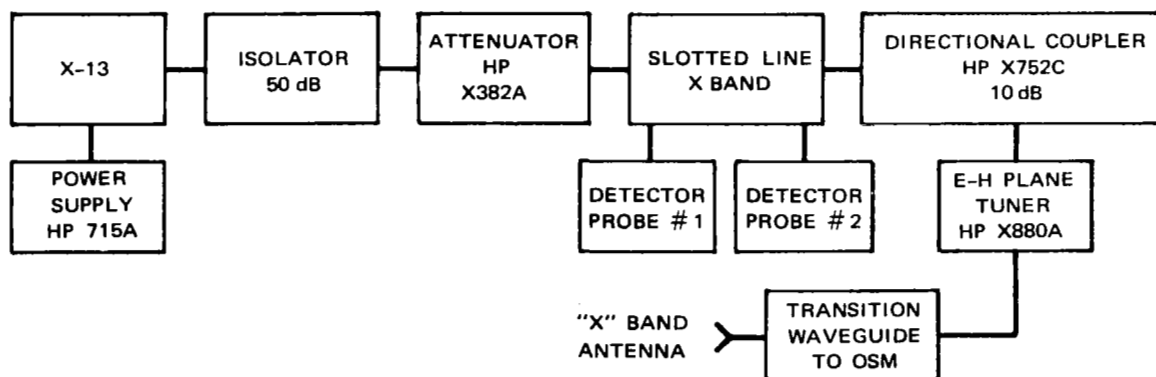 X-13
ISOLATOR
50 dB
ATTENUATOR
HP
X382A
SLOTTED LINE
X BAND
DIRECTIONAL COUPLER
HP X752C
10 dB
POWER
SUPPLY
HP 715A
DETECTOR
PROBE #1
DETECTOR
PROBE #2
E-H PLANE
TUNER
HP X880A
"X" BAND
ANTENNA
TRANSITION
WAVEGUIDE
TO OSM